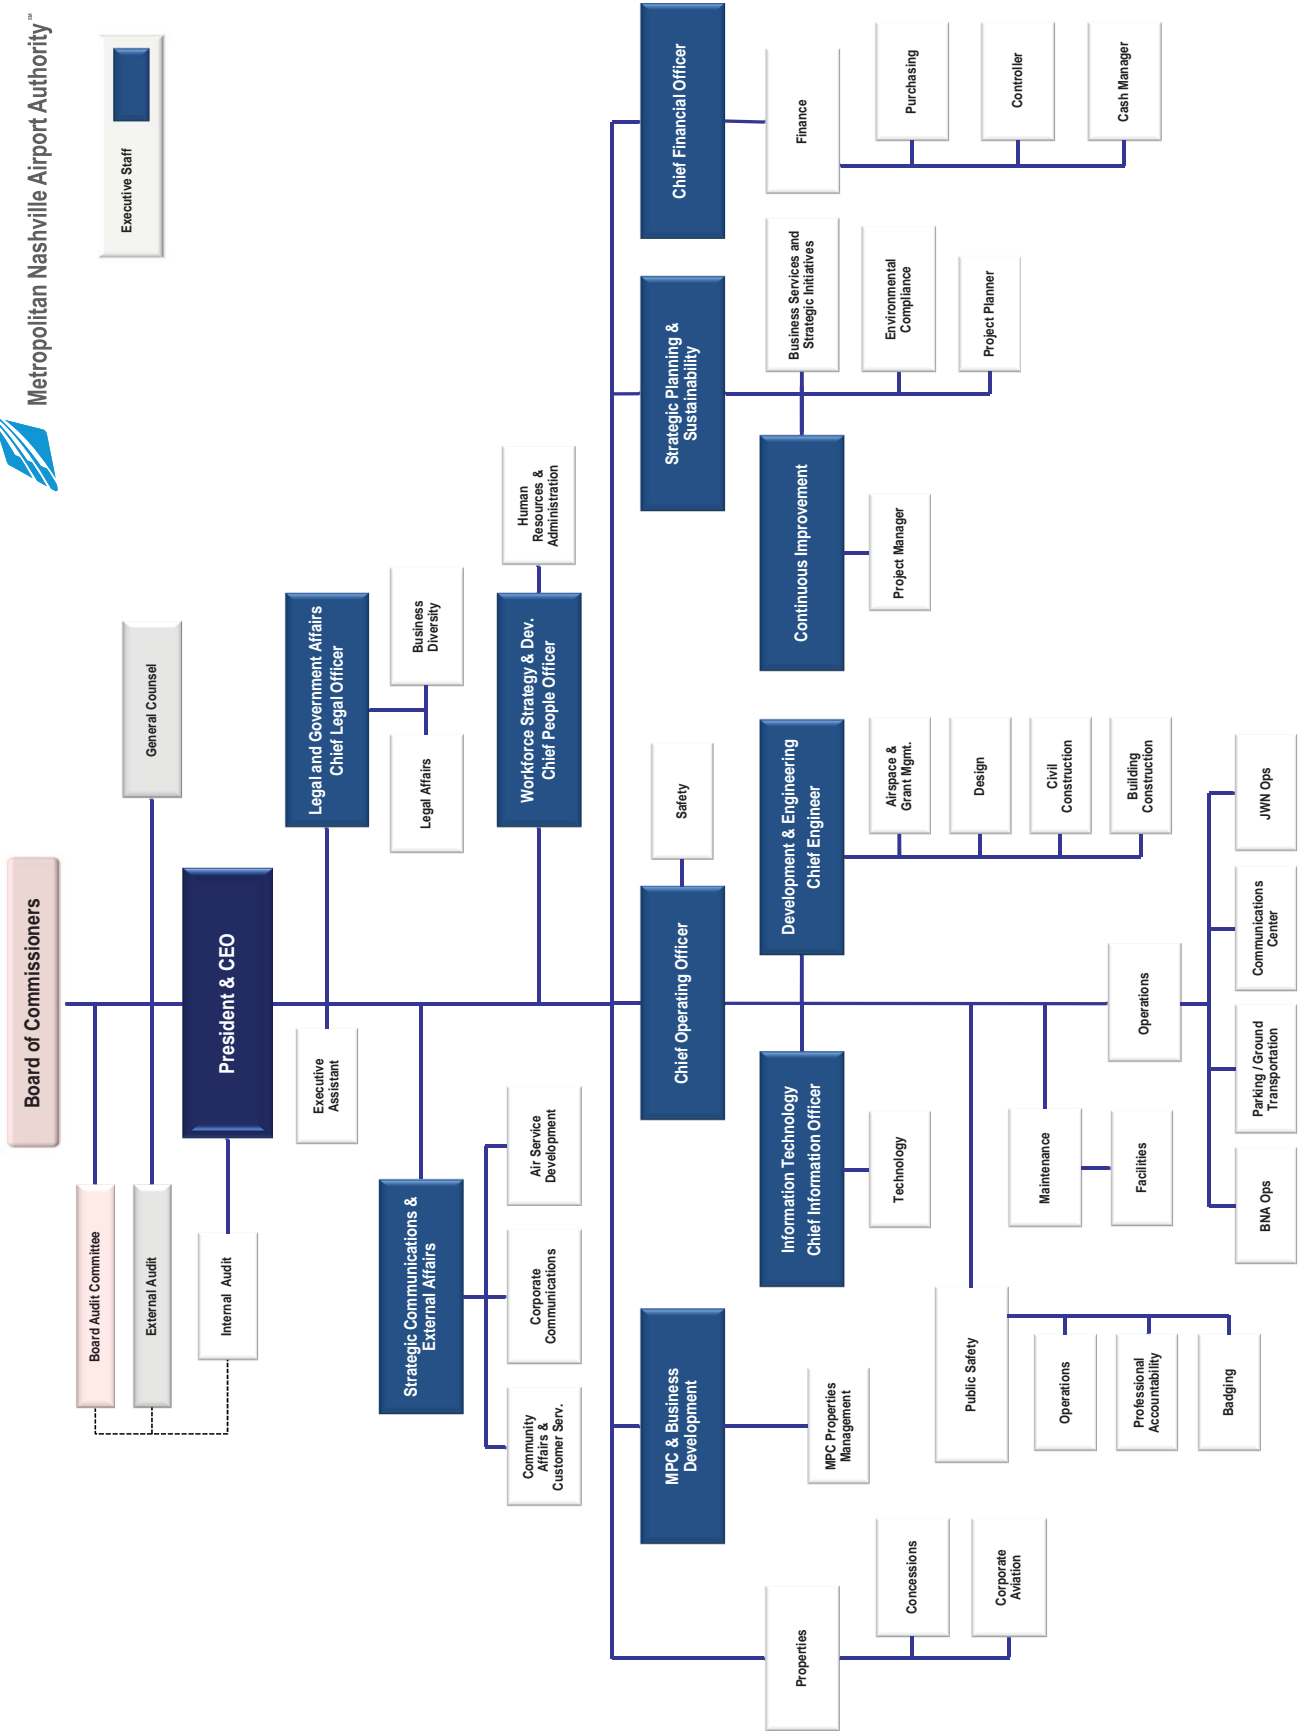 Metropolitan Nashville Airport Authority℠
Executive Staff
Board of Commissioners
Board Audit Committee
External Audit
General Counsel
Internal Audit
President & CEO
Executive
Assistant
Legal and Government Affairs
Chief Legal Officer
Legal Affairs
Business
Diversity
Strategic Communications &
External Affairs
Community
Affairs &
Customer Serv.
Corporate
Communications
Air Service
Development
Workforce Strategy & Dev.
Chief People Officer
Human
Resources &
Administration
Properties
Concessions
Corporate
Aviation
MPC & Business
Development
MPC Properties
Management
Chief Operating Officer
Safety
Information Technology
Chief Information Officer
Technology
Development & Engineering
Chief Engineer
Airspace &
Grant Mgmt.
Design
Civil
Construction
Building
Construction
Public Safety
Operations
Professional
Accountability
Badging
Maintenance
Facilities
Operations
BNA Ops
Parking / Ground
Transportation
Communications
Center
JWN Ops
Strategic Planning &
Sustainability
Continuous Improvement
Project Manager
Business Services and
Strategic Initiatives
Environmental
Compliance
Project Planner
Chief Financial Officer
Finance
Purchasing
Controller
Cash Manager